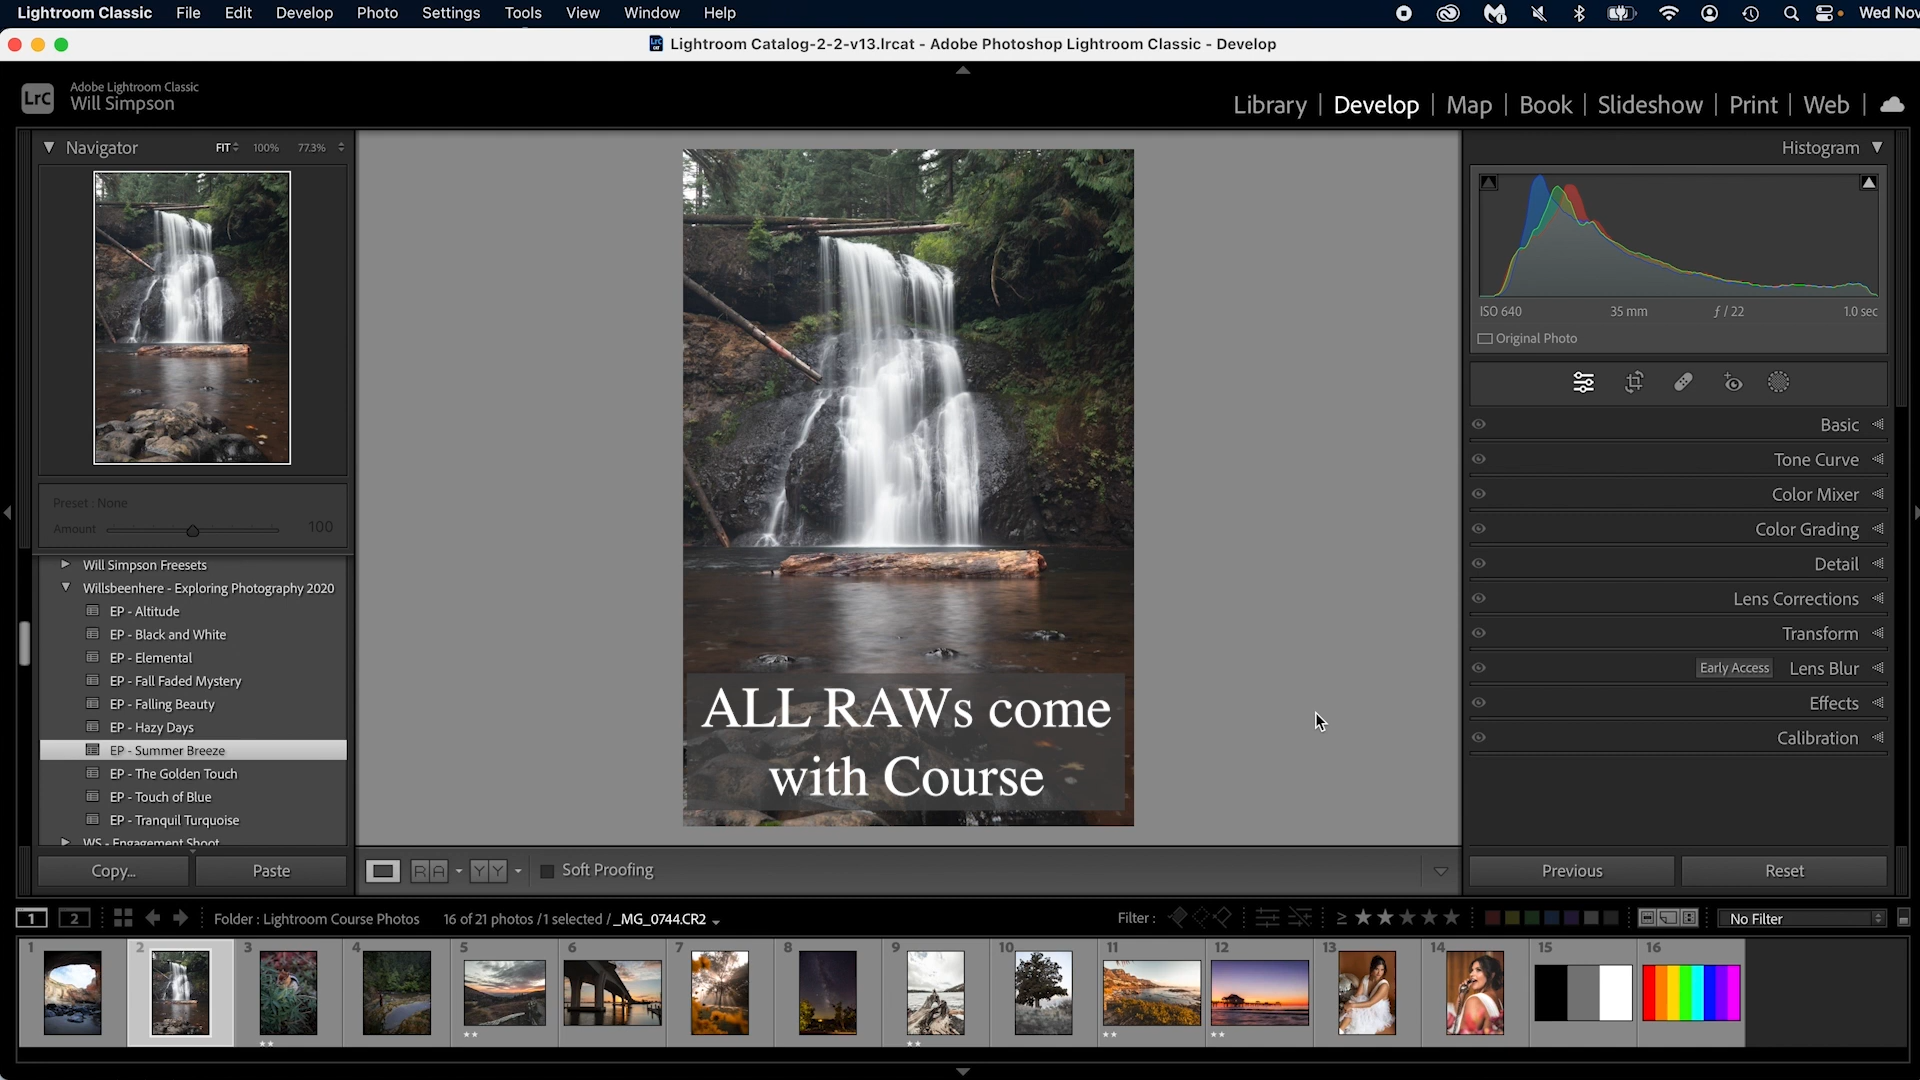 Lightroom Classic File Edit Develop Photo Settings Tools View Window Help Wed Nov
Lightroom Catalog-2-2-v13.lrcat - Adobe Photoshop Lightroom Classic - Develop
LrC
Adobe Lightroom Classic
Will Simpson
Library | Develop | Map | Book | Slideshow | Print | Web
Navigator FIT 100% 77.3%
Histogram
ISO 640 35 mm ƒ / 22 1.0 sec
Original Photo
Preset : None
Amount 100
Will Simpson Freesets
Willsbeenhere - Exploring Photography 2020
EP - Altitude
EP - Black and White
EP - Elemental
EP - Fall Faded Mystery
EP - Falling Beauty
EP - Hazy Days
EP - Summer Breeze
EP - The Golden Touch
EP - Touch of Blue
EP - Tranquil Turquoise
WS - Engagement Shoot
Copy... Paste
ALL RAWs come
with Course
Basic
Tone Curve
Color Mixer
Color Grading
Detail
Lens Corrections
Transform
Early Access Lens Blur
Effects
Calibration
R A Y Y Soft Proofing
Previous Reset
1 2 Folder : Lightroom Course Photos 16 of 21 photos / 1 selected / _MG_0744.CR2 Filter : ≥ No Filter
1 2 3 4 5 6 7 8 9 10 11 12 13 14 15 16